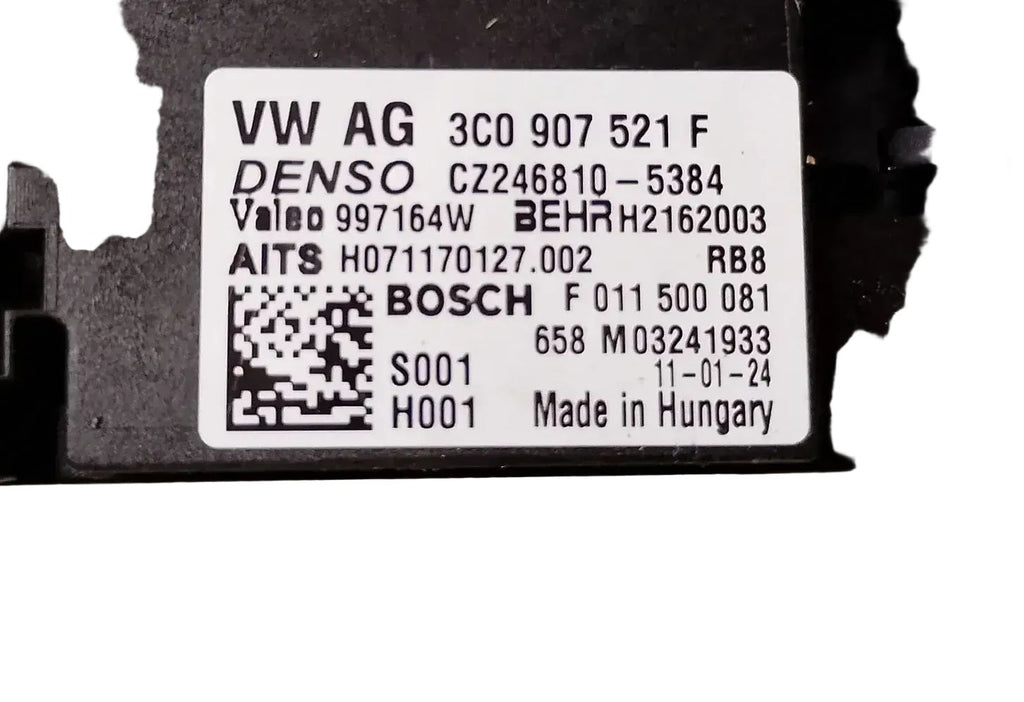 VW AG 3C0 907 521 F
DENSO CZ246810-5384
Valeo 997164W BEHR H2162003
AITS H071170127.002 RB8
BOSCH F 011 500 081
658 M03241933
S001 11-01-24
H001 Made in Hungary